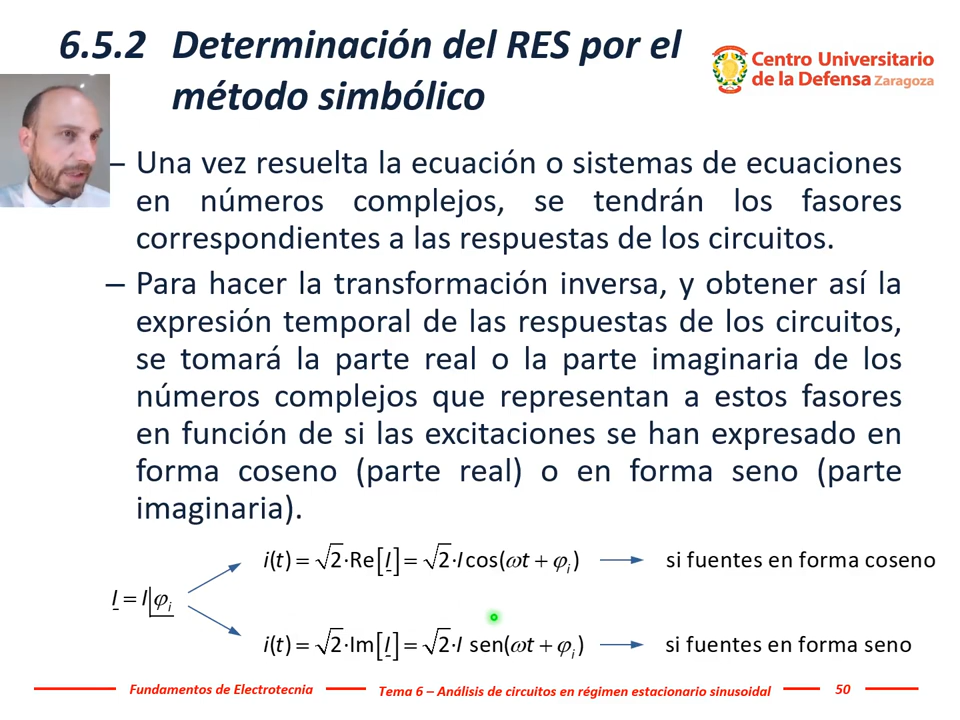 6.5.2 Determinación del RES por el
método simbólico
Centro Universitario
de la Defensa Zaragoza
– Una vez resuelta la ecuación o sistemas de ecuaciones
en números complejos, se tendrán los fasores
correspondientes a las respuestas de los circuitos.
– Para hacer la transformación inversa, y obtener así la
expresión temporal de las respuestas de los circuitos,
se tomará la parte real o la parte imaginaria de los
números complejos que representan a estos fasores
en función de si las excitaciones se han expresado en
forma coseno (parte real) o en forma seno (parte
imaginaria).
i(t) = √2·Re[I] = √2·I cos(ωt + φi) → si fuentes en forma coseno
I = I|φi
i(t) = √2·Im[I] = √2·I sen(ωt + φi) → si fuentes en forma seno
Fundamentos de Electrotecnia Tema 6 – Análisis de circuitos en régimen estacionario sinusoidal 50